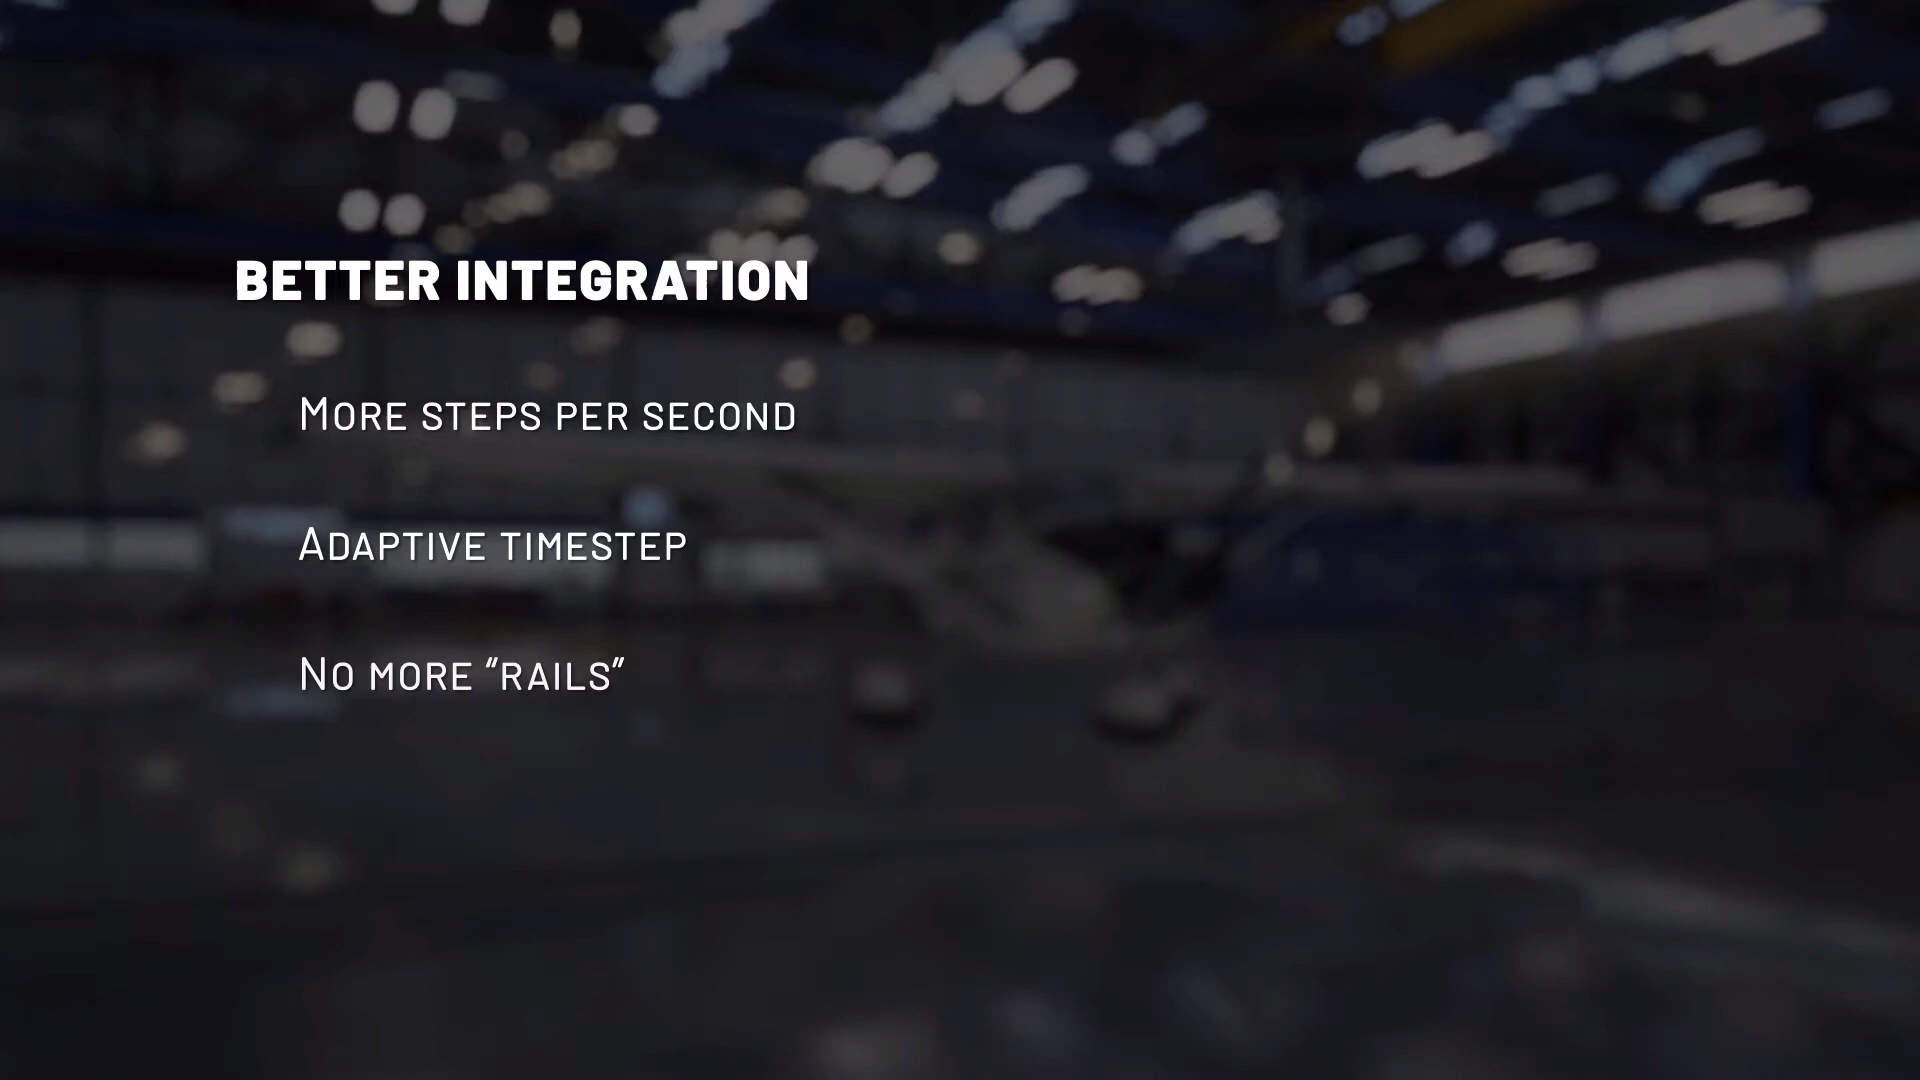 BETTER INTEGRATION
MORE STEPS PER SECOND
ADAPTIVE TIMESTEP
NO MORE “RAILS”